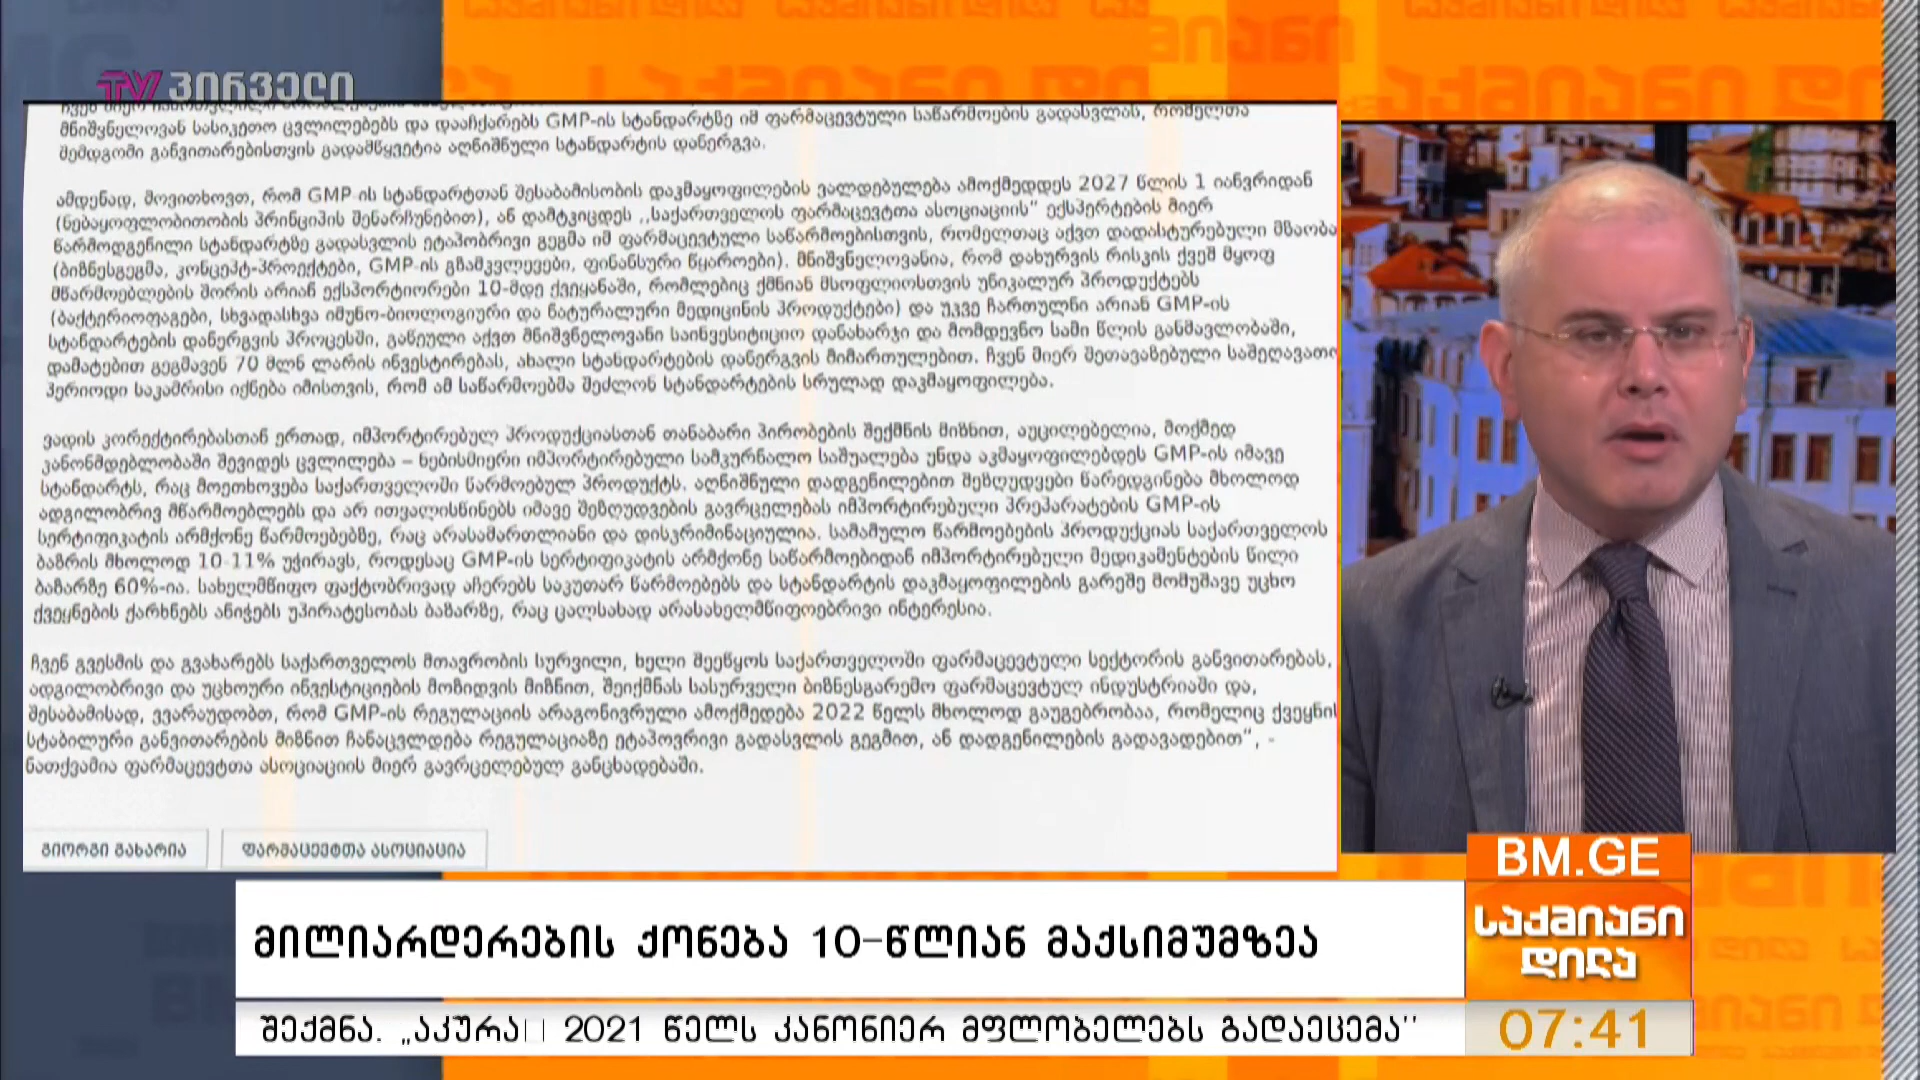 TV პირველი
მნიშვნელოვან სასიკეთო ცვლილებებს და დააჩქარებს GMP-ის სტანდარტზე იმ ფარმაცევტული საწარმოების გადასვლას, რომელთა
შემდგომი განვითარებისთვის გადამწყვეტია აღნიშნული სტანდარტის დანერგვა.
ამდენად, მოვითხოვთ, რომ GMP-ის სტანდარტთან შესაბამისობის დაკმაყოფილების ვალდებულება ამოქმედდეს 2027 წლის 1 იანვრიდან
(ნებაყოფლობითობის პრინციპის შენარჩუნებით), ან დამტკიცდეს ,,საქართველოს ფარმაცევტთა ასოციაციის" ექსპერტების მიერ
წარმოდგენილი სტანდარტზე გადასვლის ეტაპობრივი გეგმა იმ ფარმაცევტული საწარმოებისთვის, რომელთაც აქვთ დადასტურებული მზაობა
(ბიზნესგეგმა, კონცეპტ-პროექტები, GMP-ის გზამკვლევები, ფინანსური წყაროები). მნიშვნელოვანია, რომ დახურვის რისკის ქვეშ მყოფ
მწარმოებლების შორის არიან ექსპორტიორები 10-მდე ქვეყანაში, რომლებიც ქმნიან მსოფლიოსთვის უნიკალურ პროდუქტებს
(ბაქტერიოფაგები, სხვადასხვა იმუნო-ბიოლოგიური და ნატურალური მედიცინის პროდუქტები) და უკვე ჩართულნი არიან GMP-ის
სტანდარტების დანერგვის პროცესში, გაწეული აქვთ მნიშვნელოვანი საინვესტიციო დანახარჯი და მომდევნო სამი წლის განმავლობაში,
დამატებით გეგმავენ 70 მლნ ლარის ინვესტირებას, ახალი სტანდარტების დანერგვის მიმართულებით. ჩვენ მიერ შეთავაზებული საშეღავათო
პერიოდი საკმარისი იქნება იმისთვის, რომ ამ საწარმოებმა შეძლონ სტანდარტების სრულად დაკმაყოფილება.
ვადის კორექტირებასთან ერთად, იმპორტირებულ პროდუქციასთან თანაბარი პირობების შექმნის მიზნით, აუცილებელია, მოქმედ
კანონმდებლობაში შევიდეს ცვლილება – ნებისმიერი იმპორტირებული სამკურნალო საშუალება უნდა აკმაყოფილებდეს GMP-ის იმავე
სტანდარტს, რაც მოეთხოვება საქართველოში წარმოებულ პროდუქტს. აღნიშნული დადგენილებით შეზღუდვები წარედგინება მხოლოდ
ადგილობრივ მწარმოებლებს და არ ითვალისწინებს იმავე შეზღუდვების გავრცელებას იმპორტირებული პრეპარატების GMP-ის
სერტიფიკატის არმქონე წარმოებებზე, რაც არასამართლიანი და დისკრიმინაციულია. სამამულო წარმოებების პროდუქციას საქართველოს
ბაზრის მხოლოდ 10-11% უჭირავს, როდესაც GMP-ის სერტიფიკატის არმქონე საწარმოებიდან იმპორტირებული მედიკამენტების წილი
ბაზარზე 60%-ია. სახელმწიფო ფაქტობრივად აჩერებს საკუთარ წარმოებებს და სტანდარტის დაკმაყოფილების გარეშე მომუშავე უცხო
ქვეყნების ქარხნებს ანიჭებს უპირატესობას ბაზარზე, რაც ცალსახად არასახელმწიფოებრივი ინტერესია.
ჩვენ გვესმის და გვახარებს საქართველოს მთავრობის სურვილი, ხელი შეეწყოს საქართველოში ფარმაცევტული სექტორის განვითარებას,
ადგილობრივი და უცხოური ინვესტიციების მოზიდვის მიზნით, შეიქმნას სასურველი ბიზნესგარემო ფარმაცევტულ ინდუსტრიაში და,
შესაბამისად, ვვარაუდობთ, რომ GMP-ის რეგულაციის არაგონივრული ამოქმედება 2022 წელს მხოლოდ გაუგებრობაა, რომელიც ქვეყნის
სტაბილური განვითარების მიზნით ჩანაცვლდება რეგულაციაზე ეტაპოვრივი გადასვლის გეგმით, ან დადგენილების გადავადებით", -
ნათქვამია ფარმაცევტთა ასოციაციის მიერ გავრცელებულ განცხადებაში.
გიორგი გახარია
ფარმაცევტთა ასოციაცია
BM.GE
საქმიანი
დილა
მილიარდერების ქონება 10-წლიან მაქსიმუმზეა
შექმნა. „აკურა□ 2021 წელს კანონიერ მფლობელებს გადაეცემა''
07:41